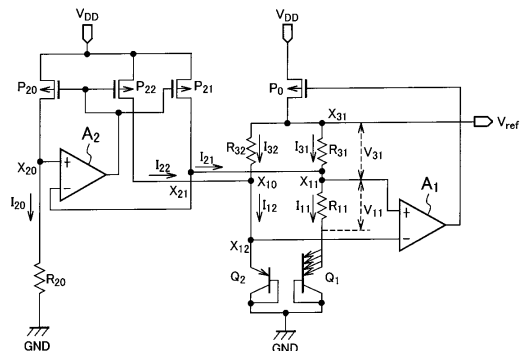 VDD
VDD
P20
P22
P21
P0
X31
Vref
A2
X20
I22
I21
X21
R32
I32
I31
R31
V31
X10
X11
A1
I20
I12
I11
R11
V11
X12
R20
Q2
Q1
GND
GND
+
−
+
−